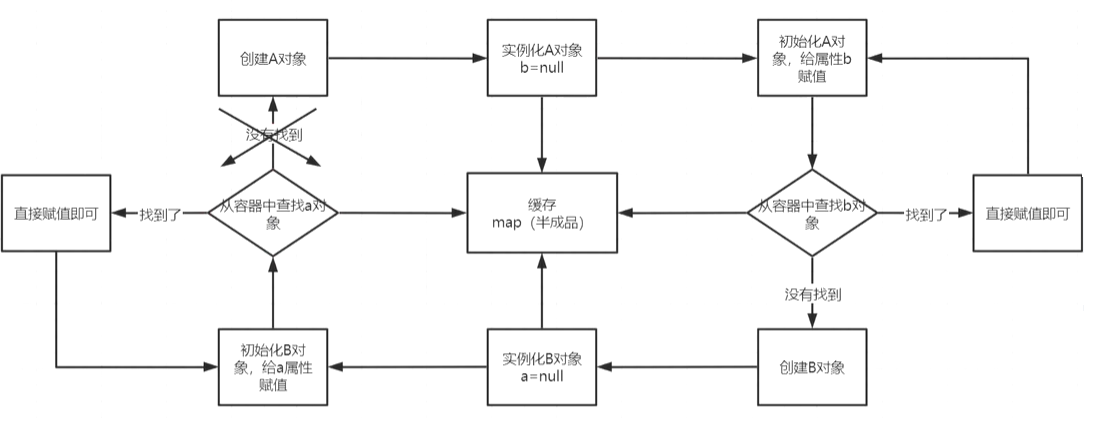 创建A对象
实例化A对象
b=null
初始化A对
象，给属性b
赋值
没有找到
直接赋值即可
找到了
从容器中查找a对
象
缓存
map（半成品）
从容器中查找b对
象
找到了
直接赋值即可
没有找到
初始化B对
象，给a属性
赋值
实例化B对象
a=null
创建B对象